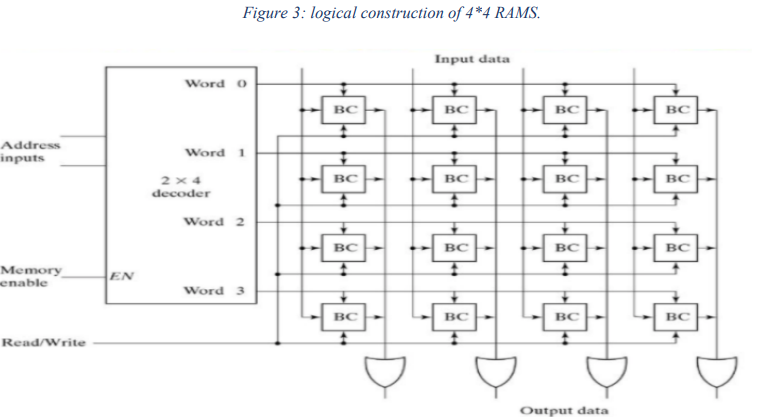 Figure 3: logical construction of 4*4 RAMS.
Input data
Word 0
BC BC BC BC
Address
inputs
Word 1
BC BC BC BC
2 × 4
decoder
Word 2
BC BC BC BC
Memory
enable
EN
Word 3
BC BC BC BC
Read/Write
Output data